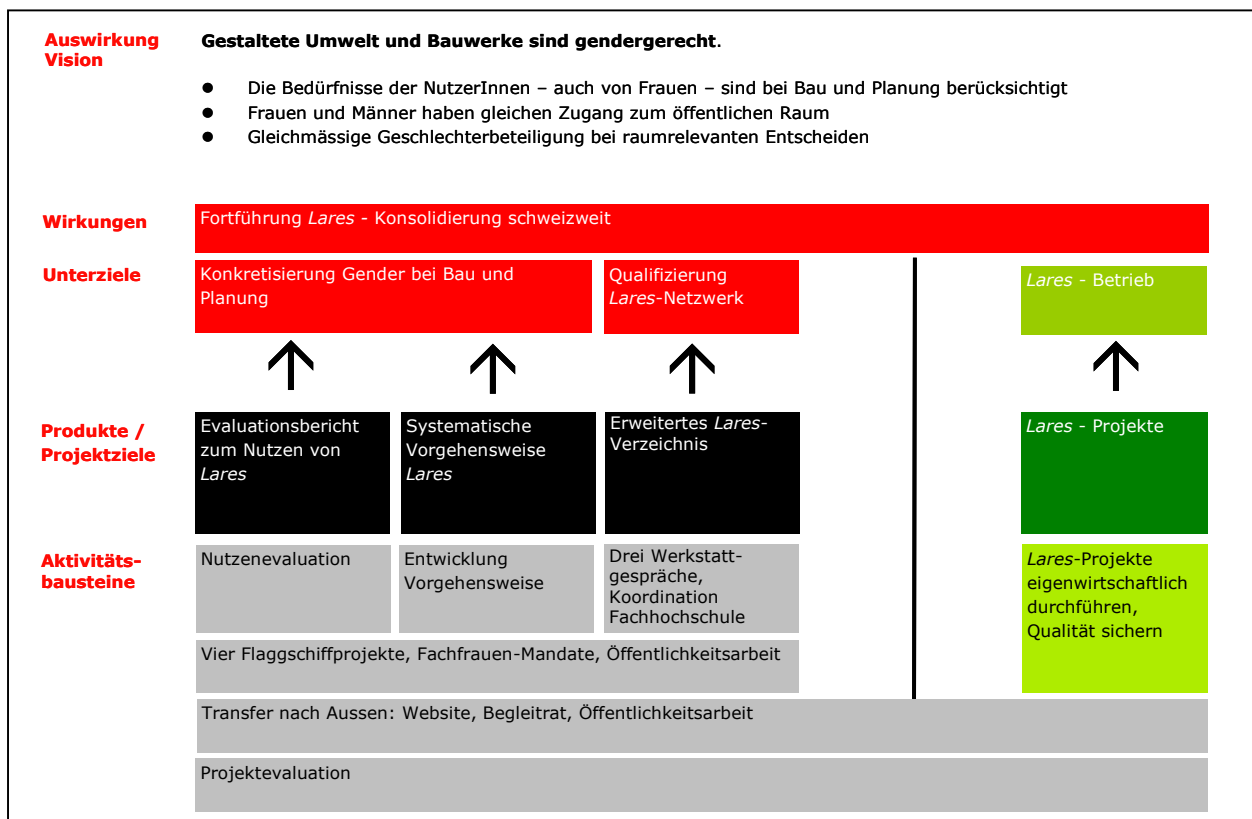 Auswirkung
Vision
Gestaltete Umwelt und Bauwerke sind gendergerecht.
● Die Bedürfnisse der NutzerInnen – auch von Frauen – sind bei Bau und Planung berücksichtigt
● Frauen und Männer haben gleichen Zugang zum öffentlichen Raum
● Gleichmässige Geschlechterbeteiligung bei raumrelevanten Entscheiden
Wirkungen
Fortführung Lares - Konsolidierung schweizweit
Unterziele
Konkretisierung Gender bei Bau und
Planung
Qualifizierung
Lares-Netzwerk
Lares - Betrieb
Produkte /
Projektziele
Evaluationsbericht
zum Nutzen von
Lares
Systematische
Vorgehensweise
Lares
Erweitertes Lares-
Verzeichnis
Lares - Projekte
Aktivitäts-
bausteine
Nutzenevaluation
Entwicklung
Vorgehensweise
Drei Werkstatt-
gespräche,
Koordination
Fachhochschule
Lares-Projekte
eigenwirtschaftlich
durchführen,
Qualität sichern
Vier Flaggschiffprojekte, Fachfrauen-Mandate, Öffentlichkeitsarbeit
Transfer nach Aussen: Website, Begleitrat, Öffentlichkeitsarbeit
Projektevaluation